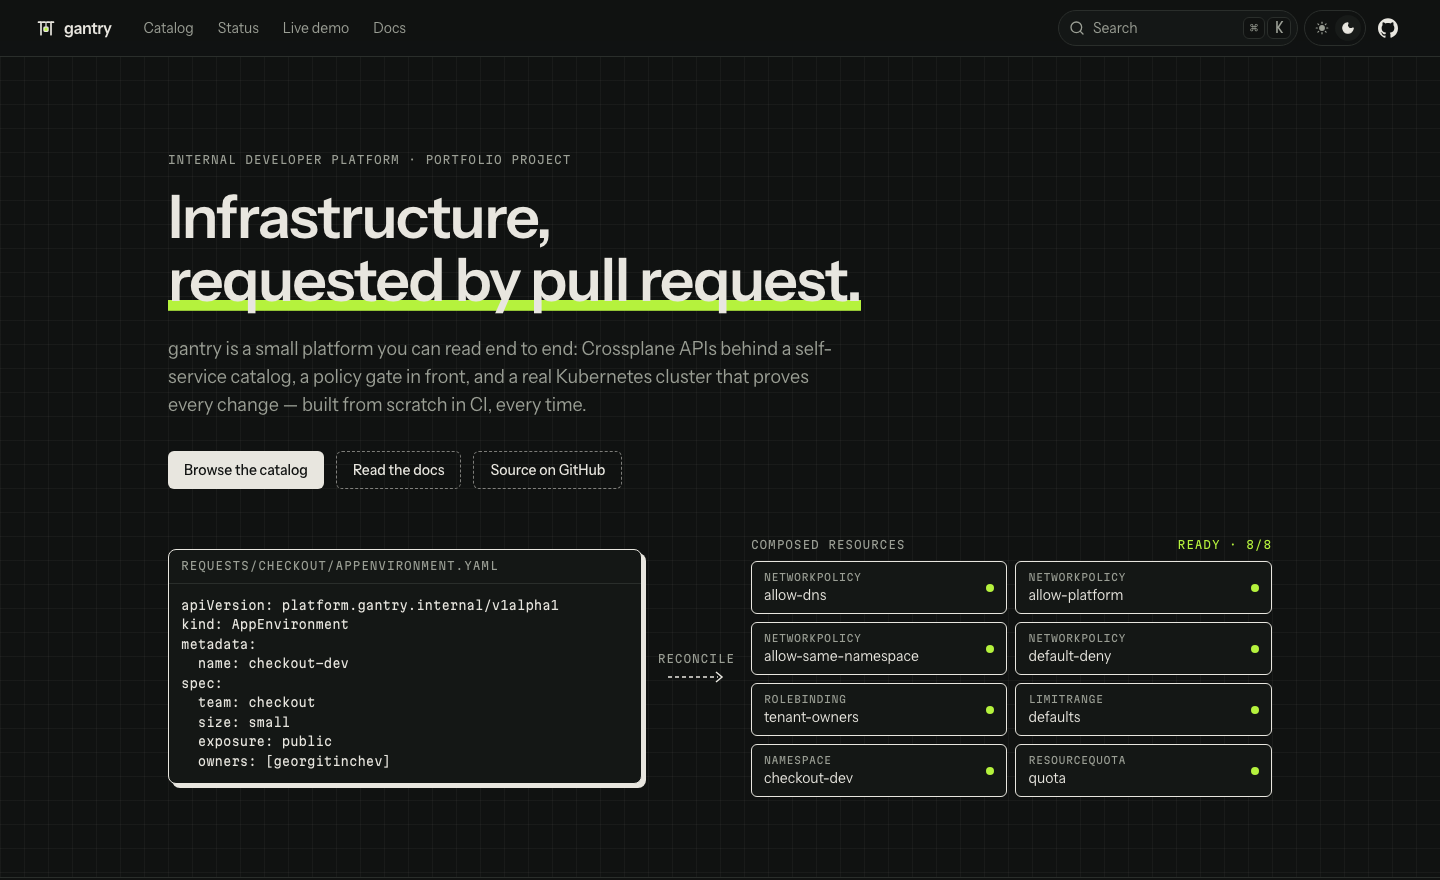 gantry
Catalog
Status
Live demo
Docs
Search
⌘ K
INTERNAL DEVELOPER PLATFORM · PORTFOLIO PROJECT
Infrastructure,
requested by pull request.
gantry is a small platform you can read end to end: Crossplane APIs behind a self-
service catalog, a policy gate in front, and a real Kubernetes cluster that proves
every change — built from scratch in CI, every time.
Browse the catalog
Read the docs
Source on GitHub
REQUESTS/CHECKOUT/APPENVIRONMENT.YAML
apiVersion: platform.gantry.internal/v1alpha1
kind: AppEnvironment
metadata:
  name: checkout-dev
spec:
  team: checkout
  size: small
  exposure: public
  owners: [georgitinchev]
RECONCILE
COMPOSED RESOURCES
READY · 8/8
NETWORKPOLICY
allow-dns
NETWORKPOLICY
allow-platform
NETWORKPOLICY
allow-same-namespace
NETWORKPOLICY
default-deny
ROLEBINDING
tenant-owners
LIMITRANGE
defaults
NAMESPACE
checkout-dev
RESOURCEQUOTA
quota